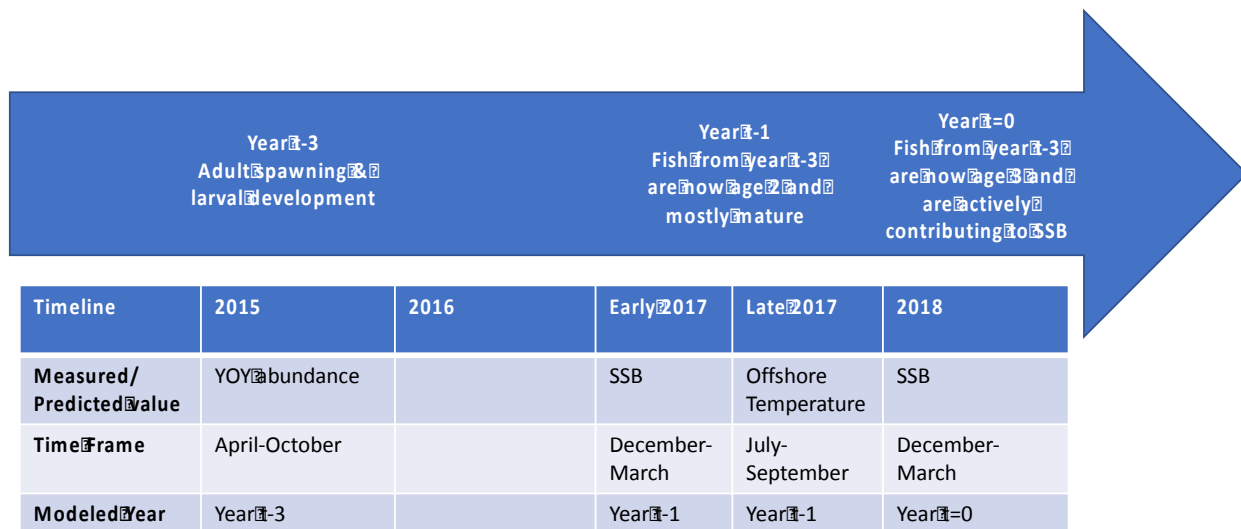 Year t-3
Adult spawning &
larval development
Year t-1
Fish from year t-3
are now age 2 and
mostly mature
Year t=0
Fish from year t-3
are now age 3 and
are actively
contributing to SSB
Timeline 2015 2016 Early 2017 Late 2017 2018
Measured/ YOY abundance SSB Offshore SSB
Predicted value Temperature
Time Frame April-October December- July- December-
March September March
Modeled Year Year t-3 Year t-1 Year t-1 Year t=0